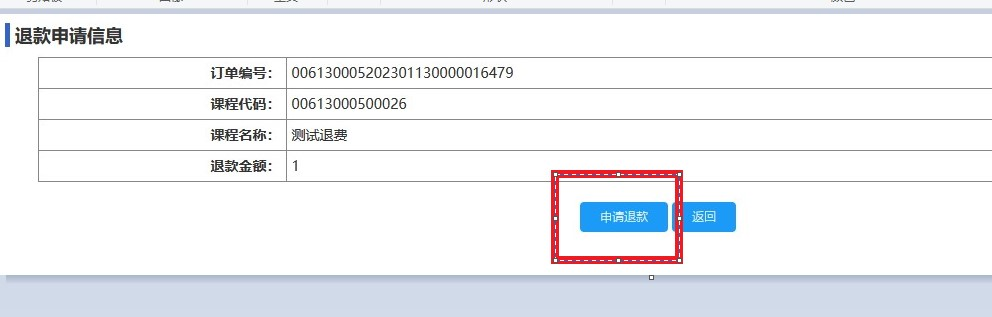 退款申请信息
订单编号： 006130005202301130000016479
课程代码： 00613000500026
课程名称： 测试退费
退款金额： 1
申请退款 返回